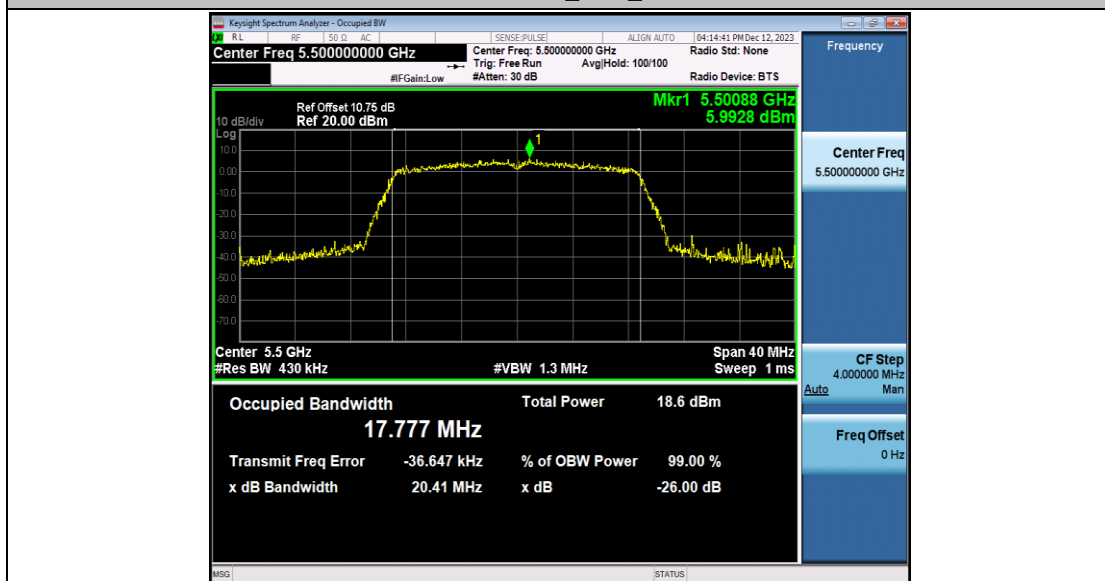 Keysight Spectrum Analyzer - Occupied BW
RL RF 50 Ω AC SENSE:PULSE ALIGN AUTO 04:14:41 PM Dec 12, 2023
Center Freq 5.500000000 GHz
Center Freq: 5.500000000 GHz
Radio Std: None
Trig: Free Run Avg|Hold: 100/100
#IFGain:Low #Atten: 30 dB Radio Device: BTS
Frequency
Ref Offset 10.75 dB
Mkr1 5.50088 GHz
10 dB/div Ref 20.00 dBm
5.9928 dBm
Log
1
10.0
0.00
-10.0
-20.0
-30.0
-40.0
-50.0
-60.0
-70.0
Center 5.5 GHz Span 40 MHz
#Res BW 430 kHz #VBW 1.3 MHz Sweep 1 ms
Occupied Bandwidth Total Power 18.6 dBm
17.777 MHz
Transmit Freq Error -36.647 kHz % of OBW Power 99.00 %
x dB Bandwidth 20.41 MHz x dB -26.00 dB
Center Freq
5.500000000 GHz
CF Step
4.000000 MHz
Auto Man
Freq Offset
0 Hz
MSG STATUS